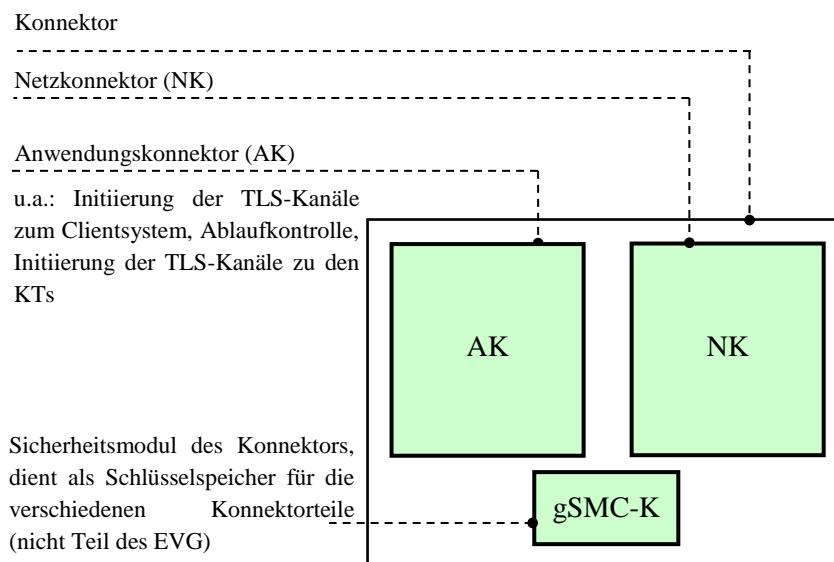 Konnektor
Netzkonnektor (NK)
Anwendungskonnektor (AK)
u.a.: Initiierung der TLS-Kanäle
zum Clientsystem, Ablaufkontrolle,
Initiierung der TLS-Kanäle zu den
KTs
AK
NK
Sicherheitsmodul des Konnektors,
dient als Schlüsselspeicher für die
verschiedenen Konnektorteile
(nicht Teil des EVG)
gSMC-K